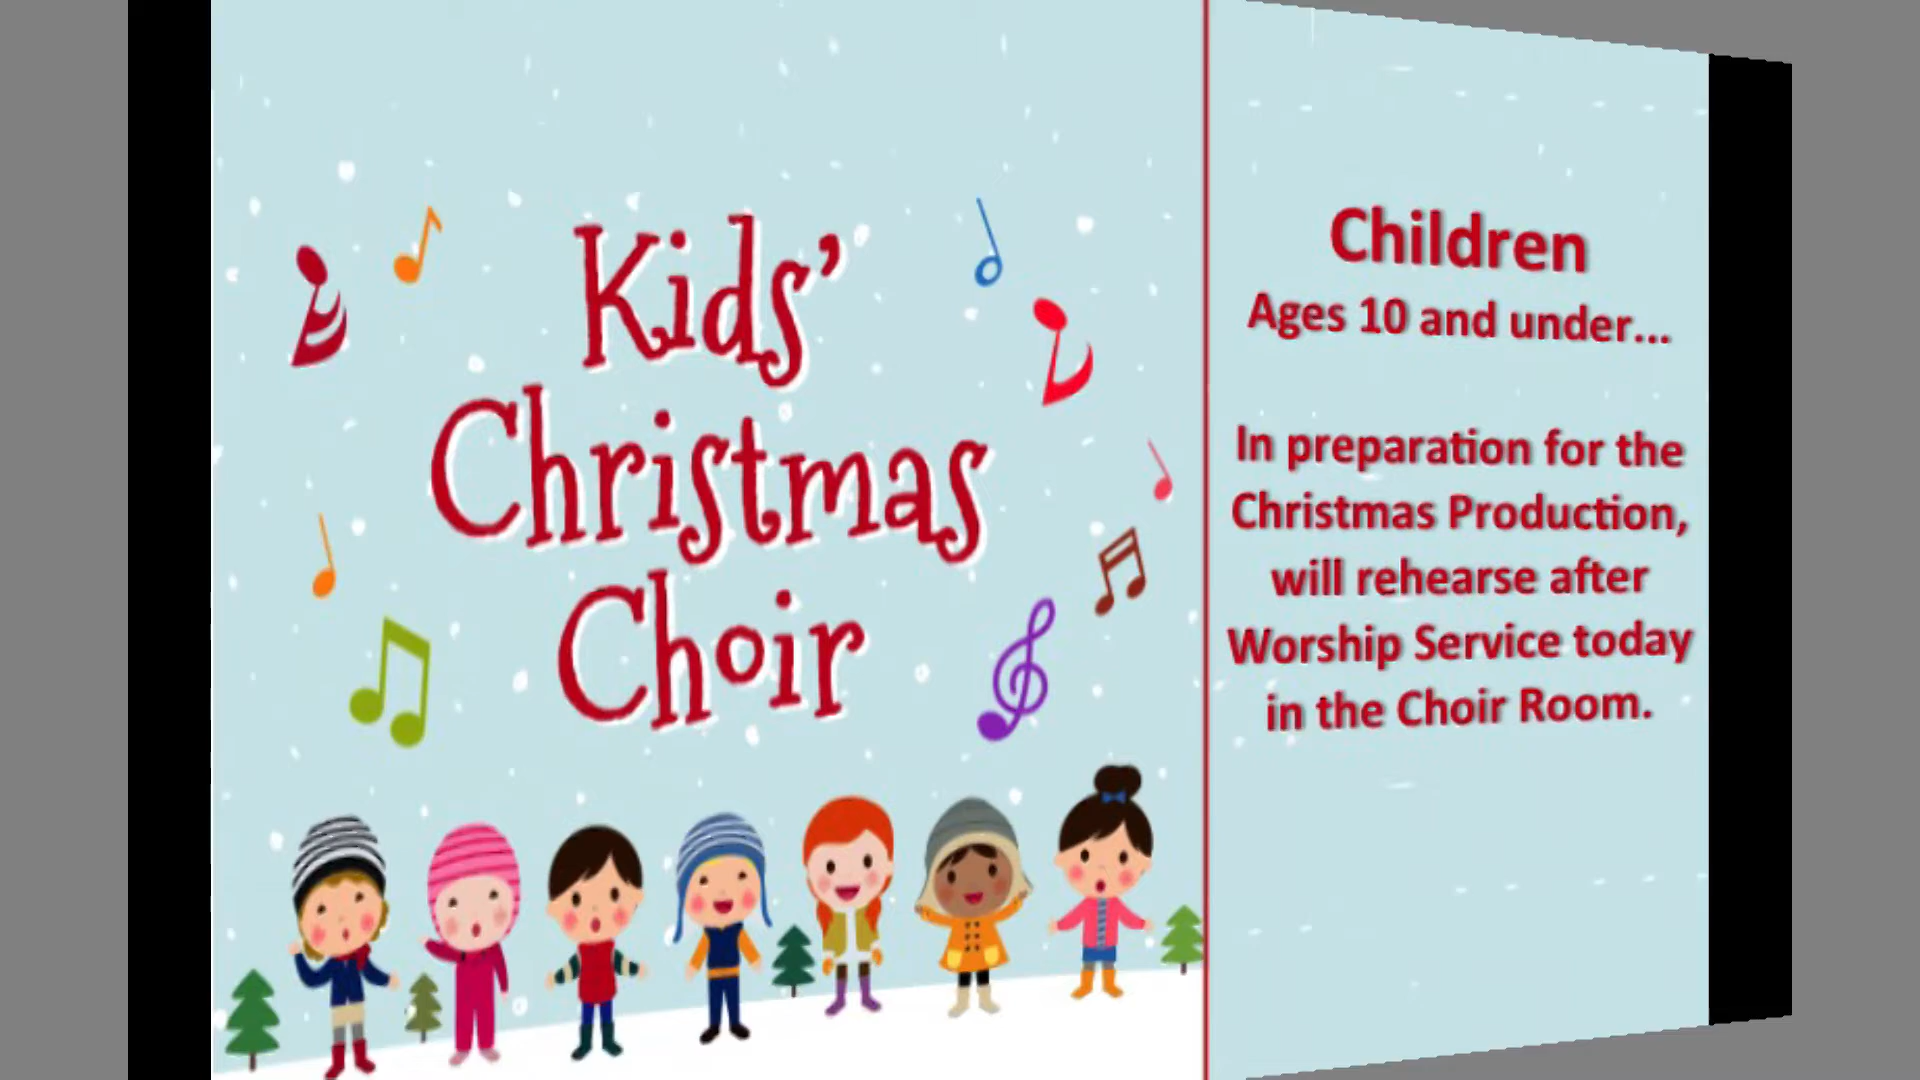 Kids’
Christmas
Choir
Children
Ages 10 and under...
In preparation for the
Christmas Production,
will rehearse after
Worship Service today
in the Choir Room.